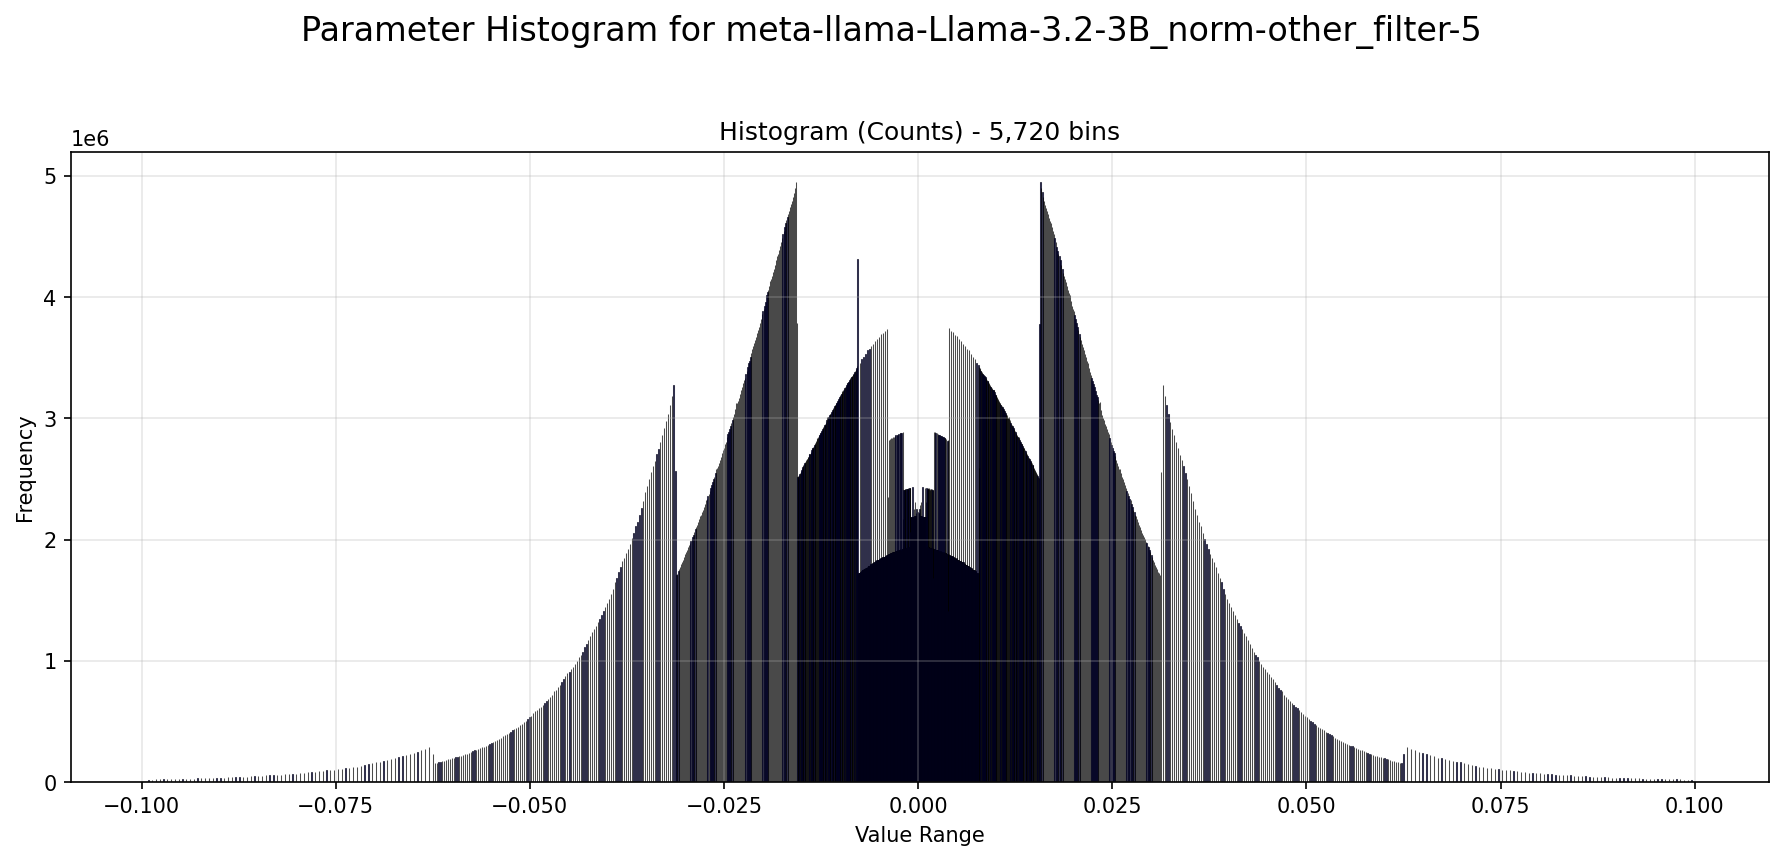 Parameter Histogram for meta-llama-Llama-3.2-3B_norm-other_filter-5
Histogram (Counts) - 5,720 bins
1e6
5
4
3
2
1
0
Frequency
−0.100 −0.075 −0.050 −0.025 0.000 0.025 0.050 0.075 0.100
Value Range